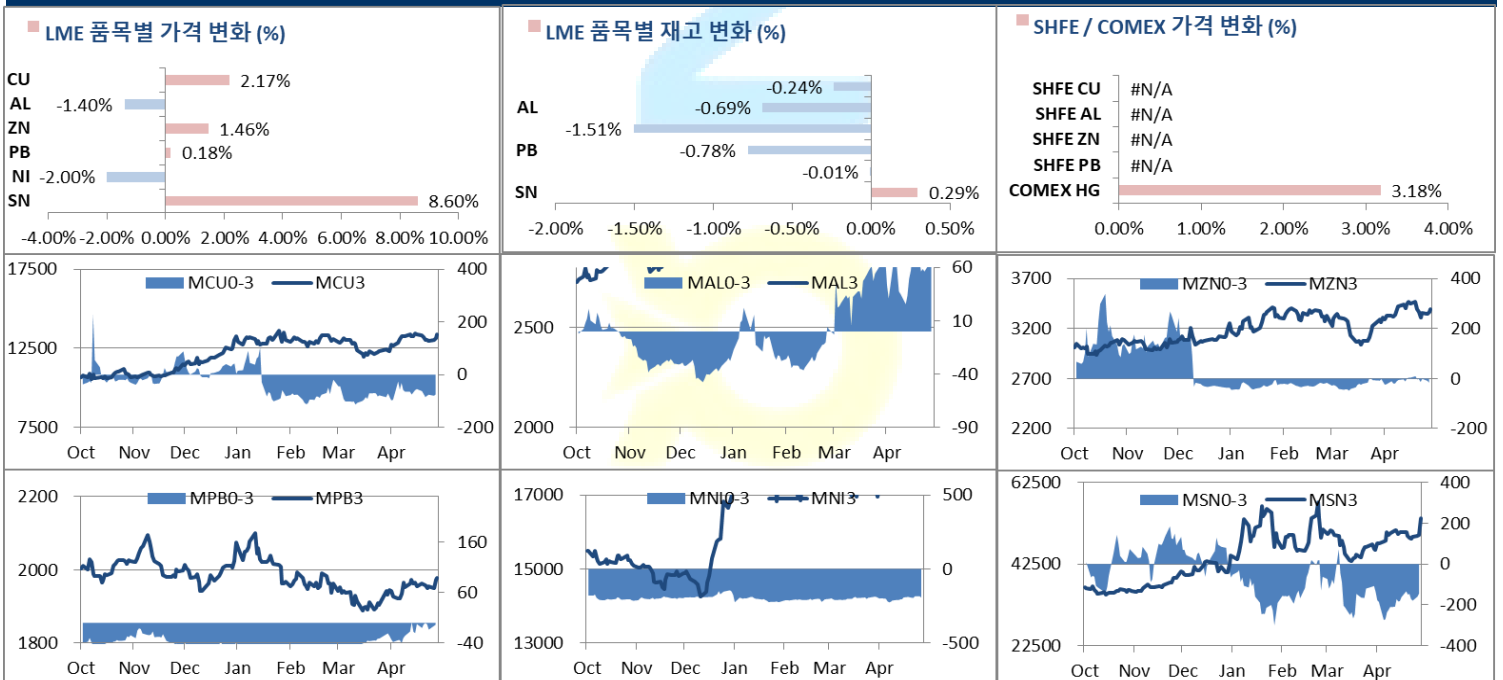 LME 품목별 가격 변화 (%)
CU
2.17%
AL
-1.40%
ZN
1.46%
PB
0.18%
NI
-2.00%
SN
8.60%
-4.00% -2.00% 0.00% 2.00% 4.00% 6.00% 8.00% 10.00%
LME 품목별 재고 변화 (%)
-0.24%
AL
-0.69%
-1.51%
PB
-0.78%
-0.01%
SN
0.29%
-2.00% -1.50% -1.00% -0.50% 0.00% 0.50%
SHFE / COMEX 가격 변화 (%)
SHFE CU #N/A
SHFE AL #N/A
SHFE ZN #N/A
SHFE PB #N/A
COMEX HG 3.18%
0.00% 1.00% 2.00% 3.00% 4.00%
MCU0-3 MCU3
17500
12500
7500
400
200
0
-200
Oct Nov Dec Jan Feb Mar Apr
MAL0-3 MAL3
2500
2000
60
10
-40
-90
Oct Nov Dec Jan Feb Mar Apr
MZN0-3 MZN3
3700
3200
2700
2200
400
200
0
-200
Oct Nov Dec Jan Feb Mar Apr
MPB0-3 MPB3
2200
2000
1800
160
60
-40
Oct Nov Dec Jan Feb Mar Apr
MNI0-3 MNI3
17000
15000
13000
500
0
-500
Oct Nov Dec Jan Feb Mar Apr
MSN0-3 MSN3
62500
42500
22500
400
200
0
-200
-400
Oct Nov Dec Jan Feb Mar Apr